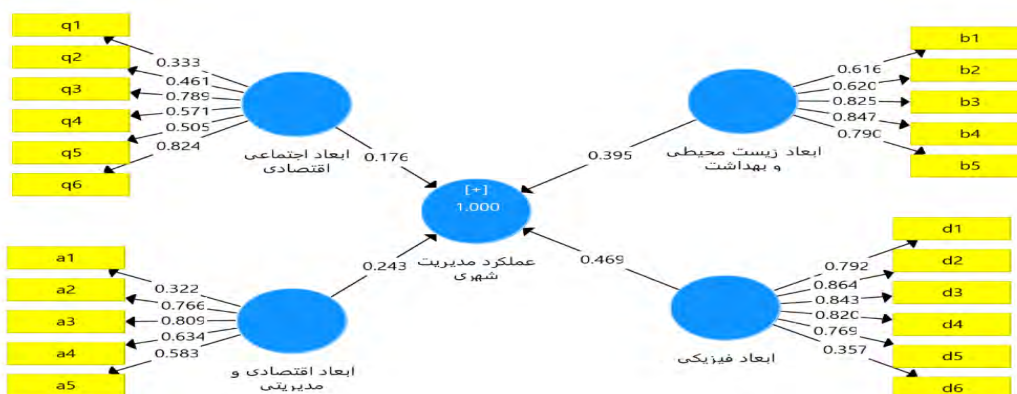 q1
q2
q3
q4
q5
q6
0.333
0.461
0.789
0.571
0.505
0.824
ابعاد اجتماعی
اقتصادی
0.176
b1
b2
b3
b4
b5
0.616
0.620
0.825
0.847
0.790
ابعاد زیست محیطی
و بهداشت
0.395
[+]
1.000
عملکرد مدیریت
شهری
a1
a2
a3
a4
a5
0.322
0.766
0.809
0.634
0.583
ابعاد اقتصادی و
مدیریتی
0.243
d1
d2
d3
d4
d5
d6
0.792
0.864
0.843
0.820
0.769
0.357
ابعاد فیزیکی
0.469